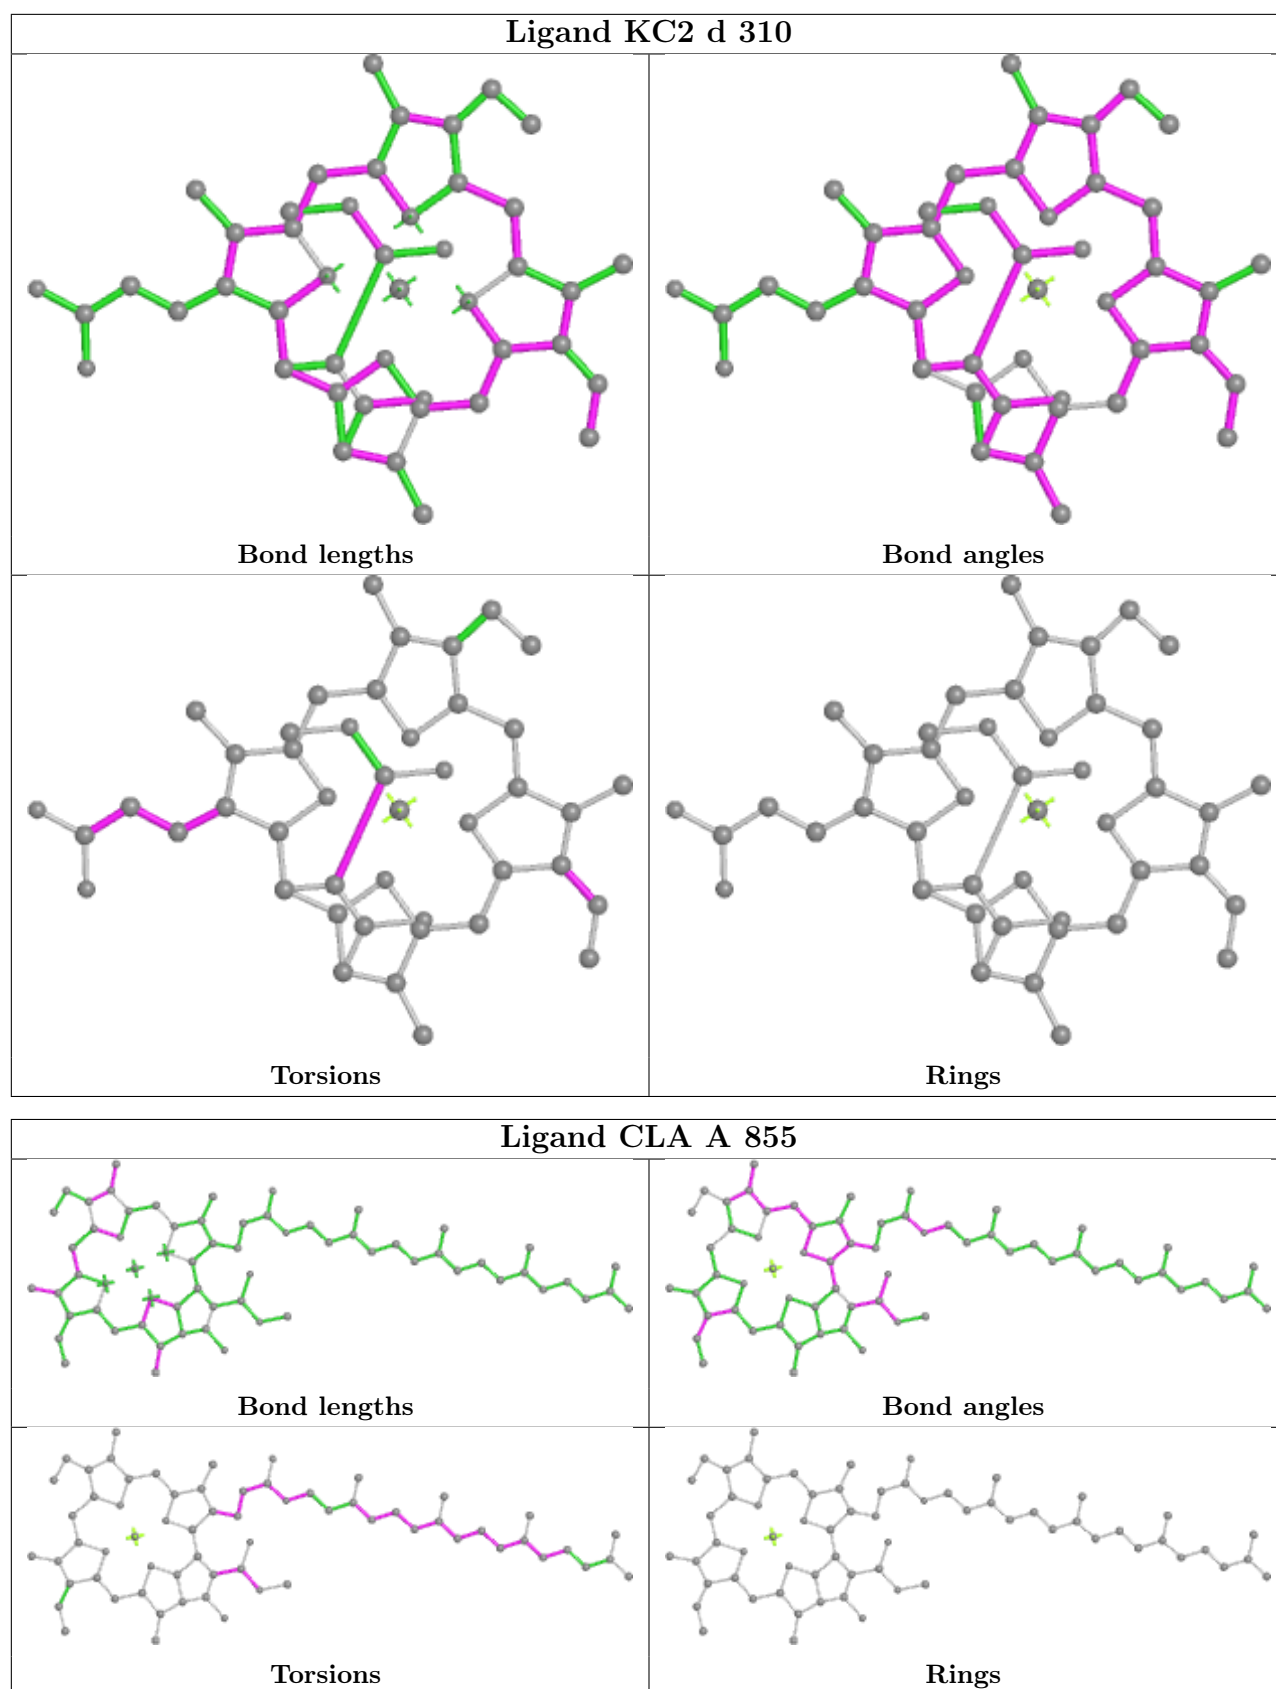 Ligand KC2 d 310
Bond lengths
Bond angles
Torsions
Rings
Ligand CLA A 855
Bond lengths
Bond angles
Torsions
Rings